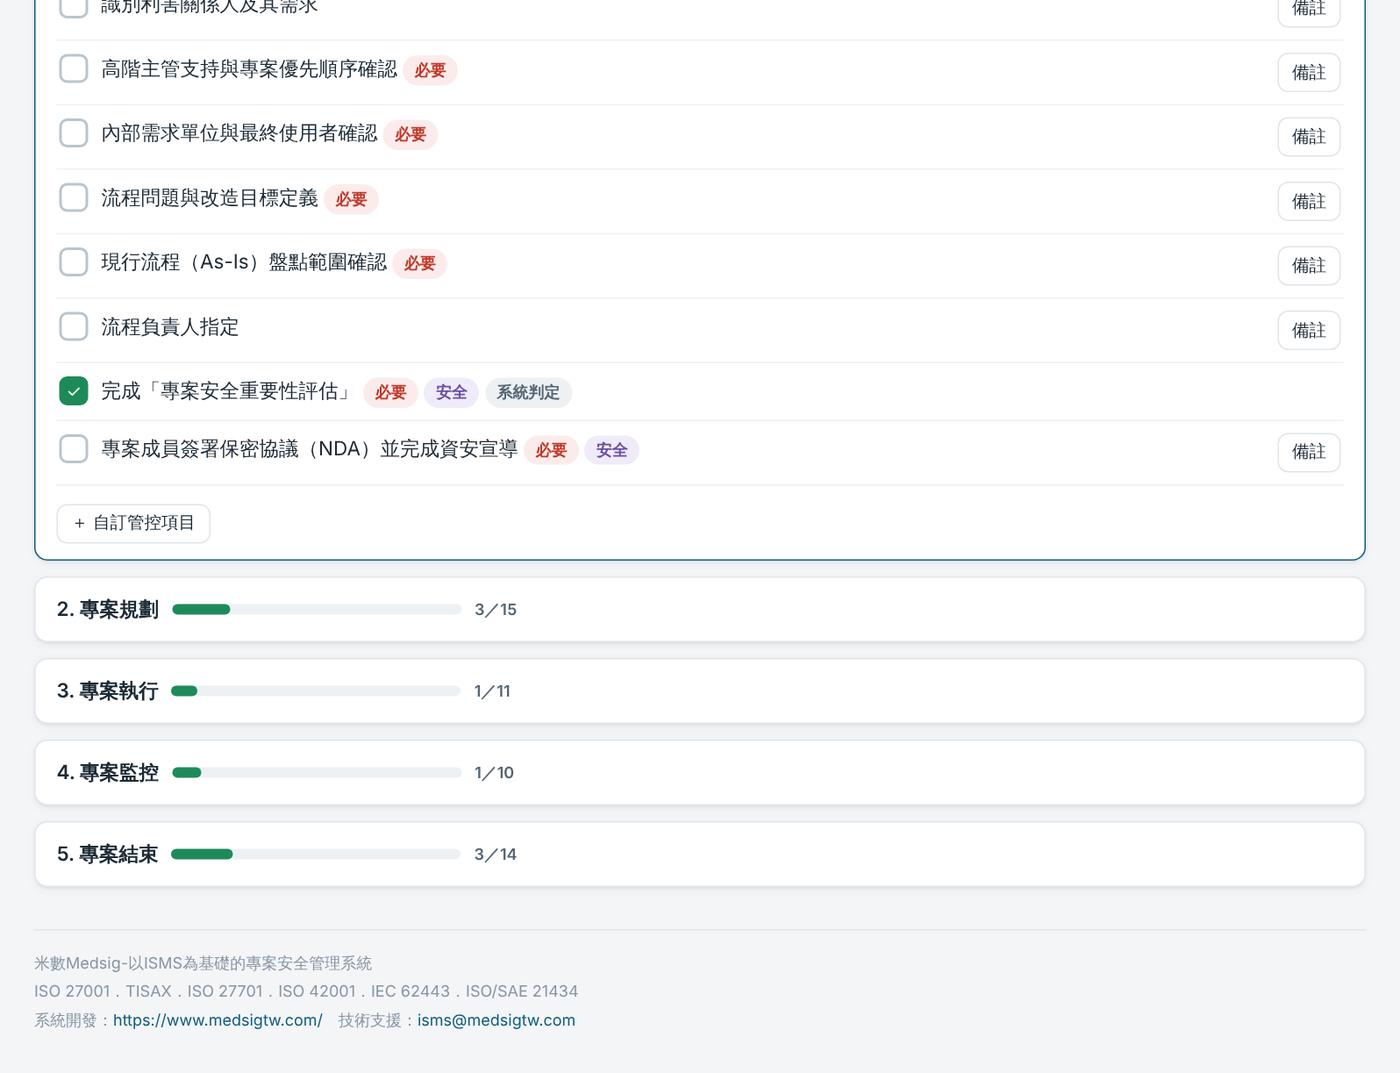 識別利害關係人及其需求 備註
高階主管支持與專案優先順序確認 必要 備註
內部需求單位與最終使用者確認 必要 備註
流程問題與改造目標定義 必要 備註
現行流程（As-Is）盤點範圍確認 必要 備註
流程負責人指定 備註
完成「專案安全重要性評估」 必要 安全 系統判定
專案成員簽署保密協議（NDA）並完成資安宣導 必要 安全 備註
＋ 自訂管控項目
2. 專案規劃 3／15
3. 專案執行 1／11
4. 專案監控 1／10
5. 專案結束 3／14
米數Medsig-以ISMS為基礎的專案安全管理系統
ISO 27001．TISAX．ISO 27701．ISO 42001．IEC 62443．ISO/SAE 21434
系統開發：https://www.medsigtw.com/　技術支援：isms@medsigtw.com